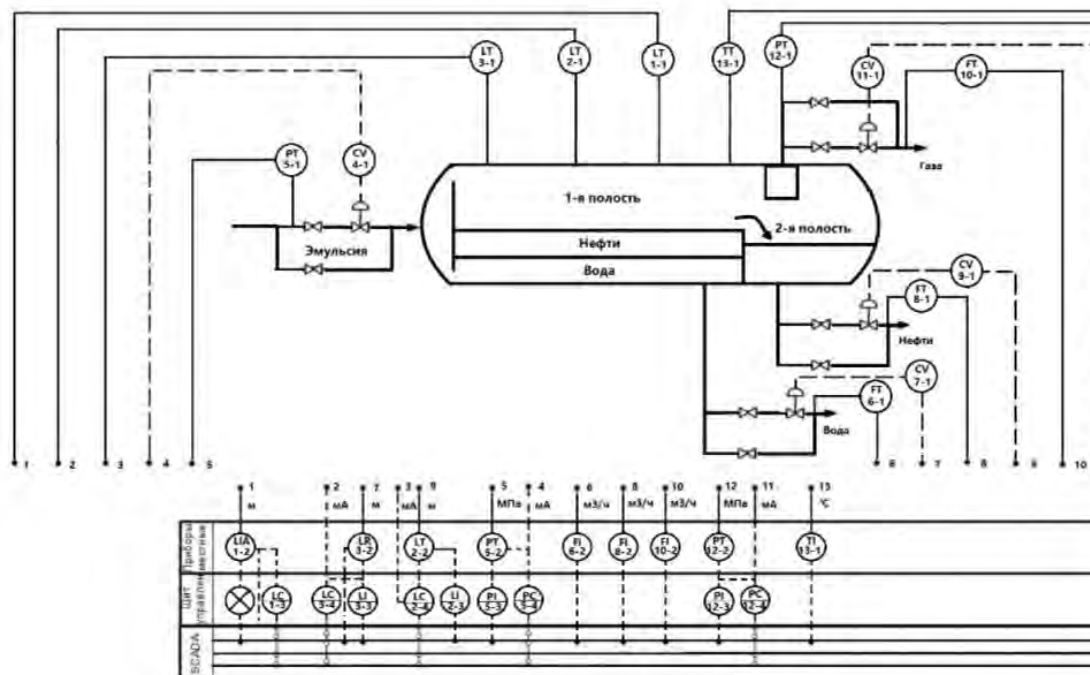 LT 3-1
LT 2-1
LT 1-1
TT 13-1
PT 12-1
CV 11-1
FT 10-1
PT 5-1
CV 4-1
Газа
1-я полость
2-я полость
Нефти
Вода
Эмульсия
CV 9-1
FT 8-1
Нефти
CV 7-1
FT 6-1
Вода
1 2 3 4 5 6 7 8 9 10
1 2 7 3 9 5 4 6 8 10 12 11 13
м мА м мА м МПа мА м3/ч м3/ч м3/ч МПа мА °С
Приборы местные
LIA 1-2
LR 3-2
LT 2-2
PT 5-2
FI 6-2
FI 8-2
FI 10-2
PT 12-2
TI 13-1
Щит управлен
LC 1-3
LC 3-4
LI 3-3
LC 2-4
LI 2-3
PI 5-3
PC 5-4
PI 12-3
PC 12-4
SCADA